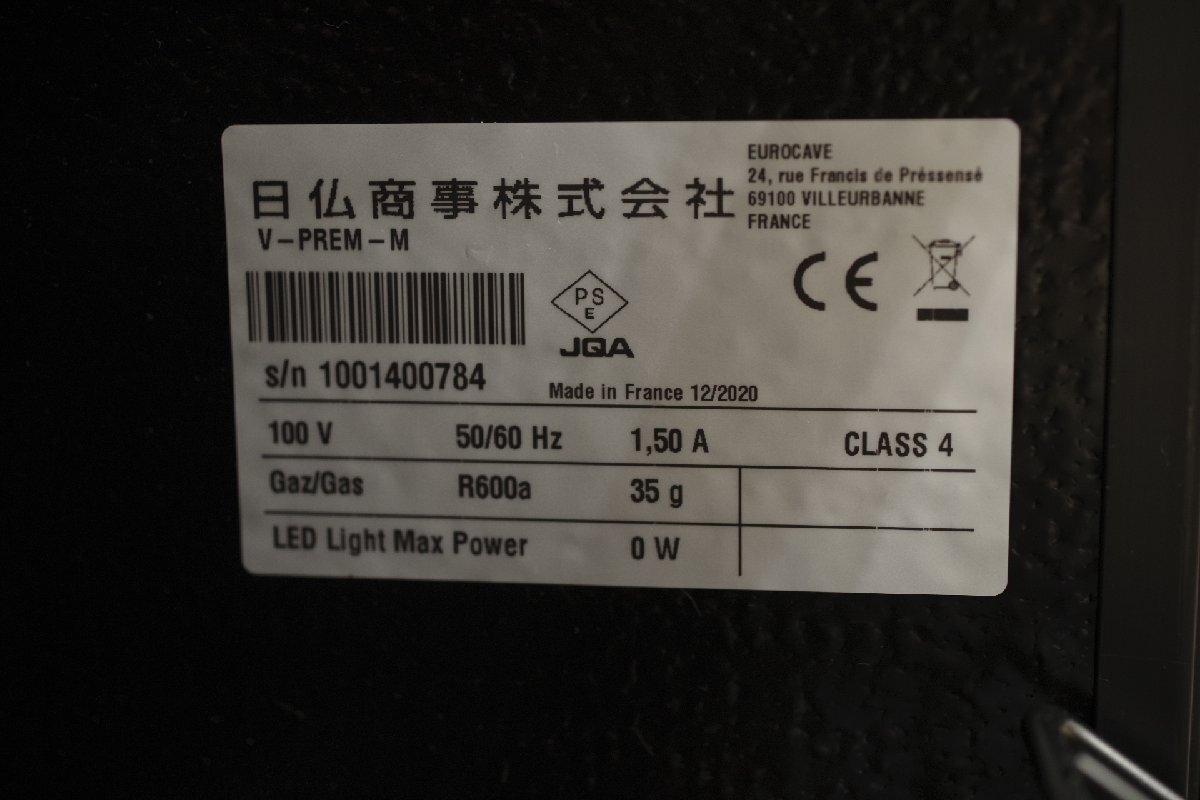 日仏商事株式会社
V-PREM-M
EUROCAVE
24, rue Francis de Préssensé
69100 VILLEURBANNE
FRANCE
CE
PS
E
JQA
s/n 1001400784
Made in France 12/2020
100 V 50/60 Hz 1,50 A CLASS 4
Gaz/Gas R600a 35 g
LED Light Max Power 0 W